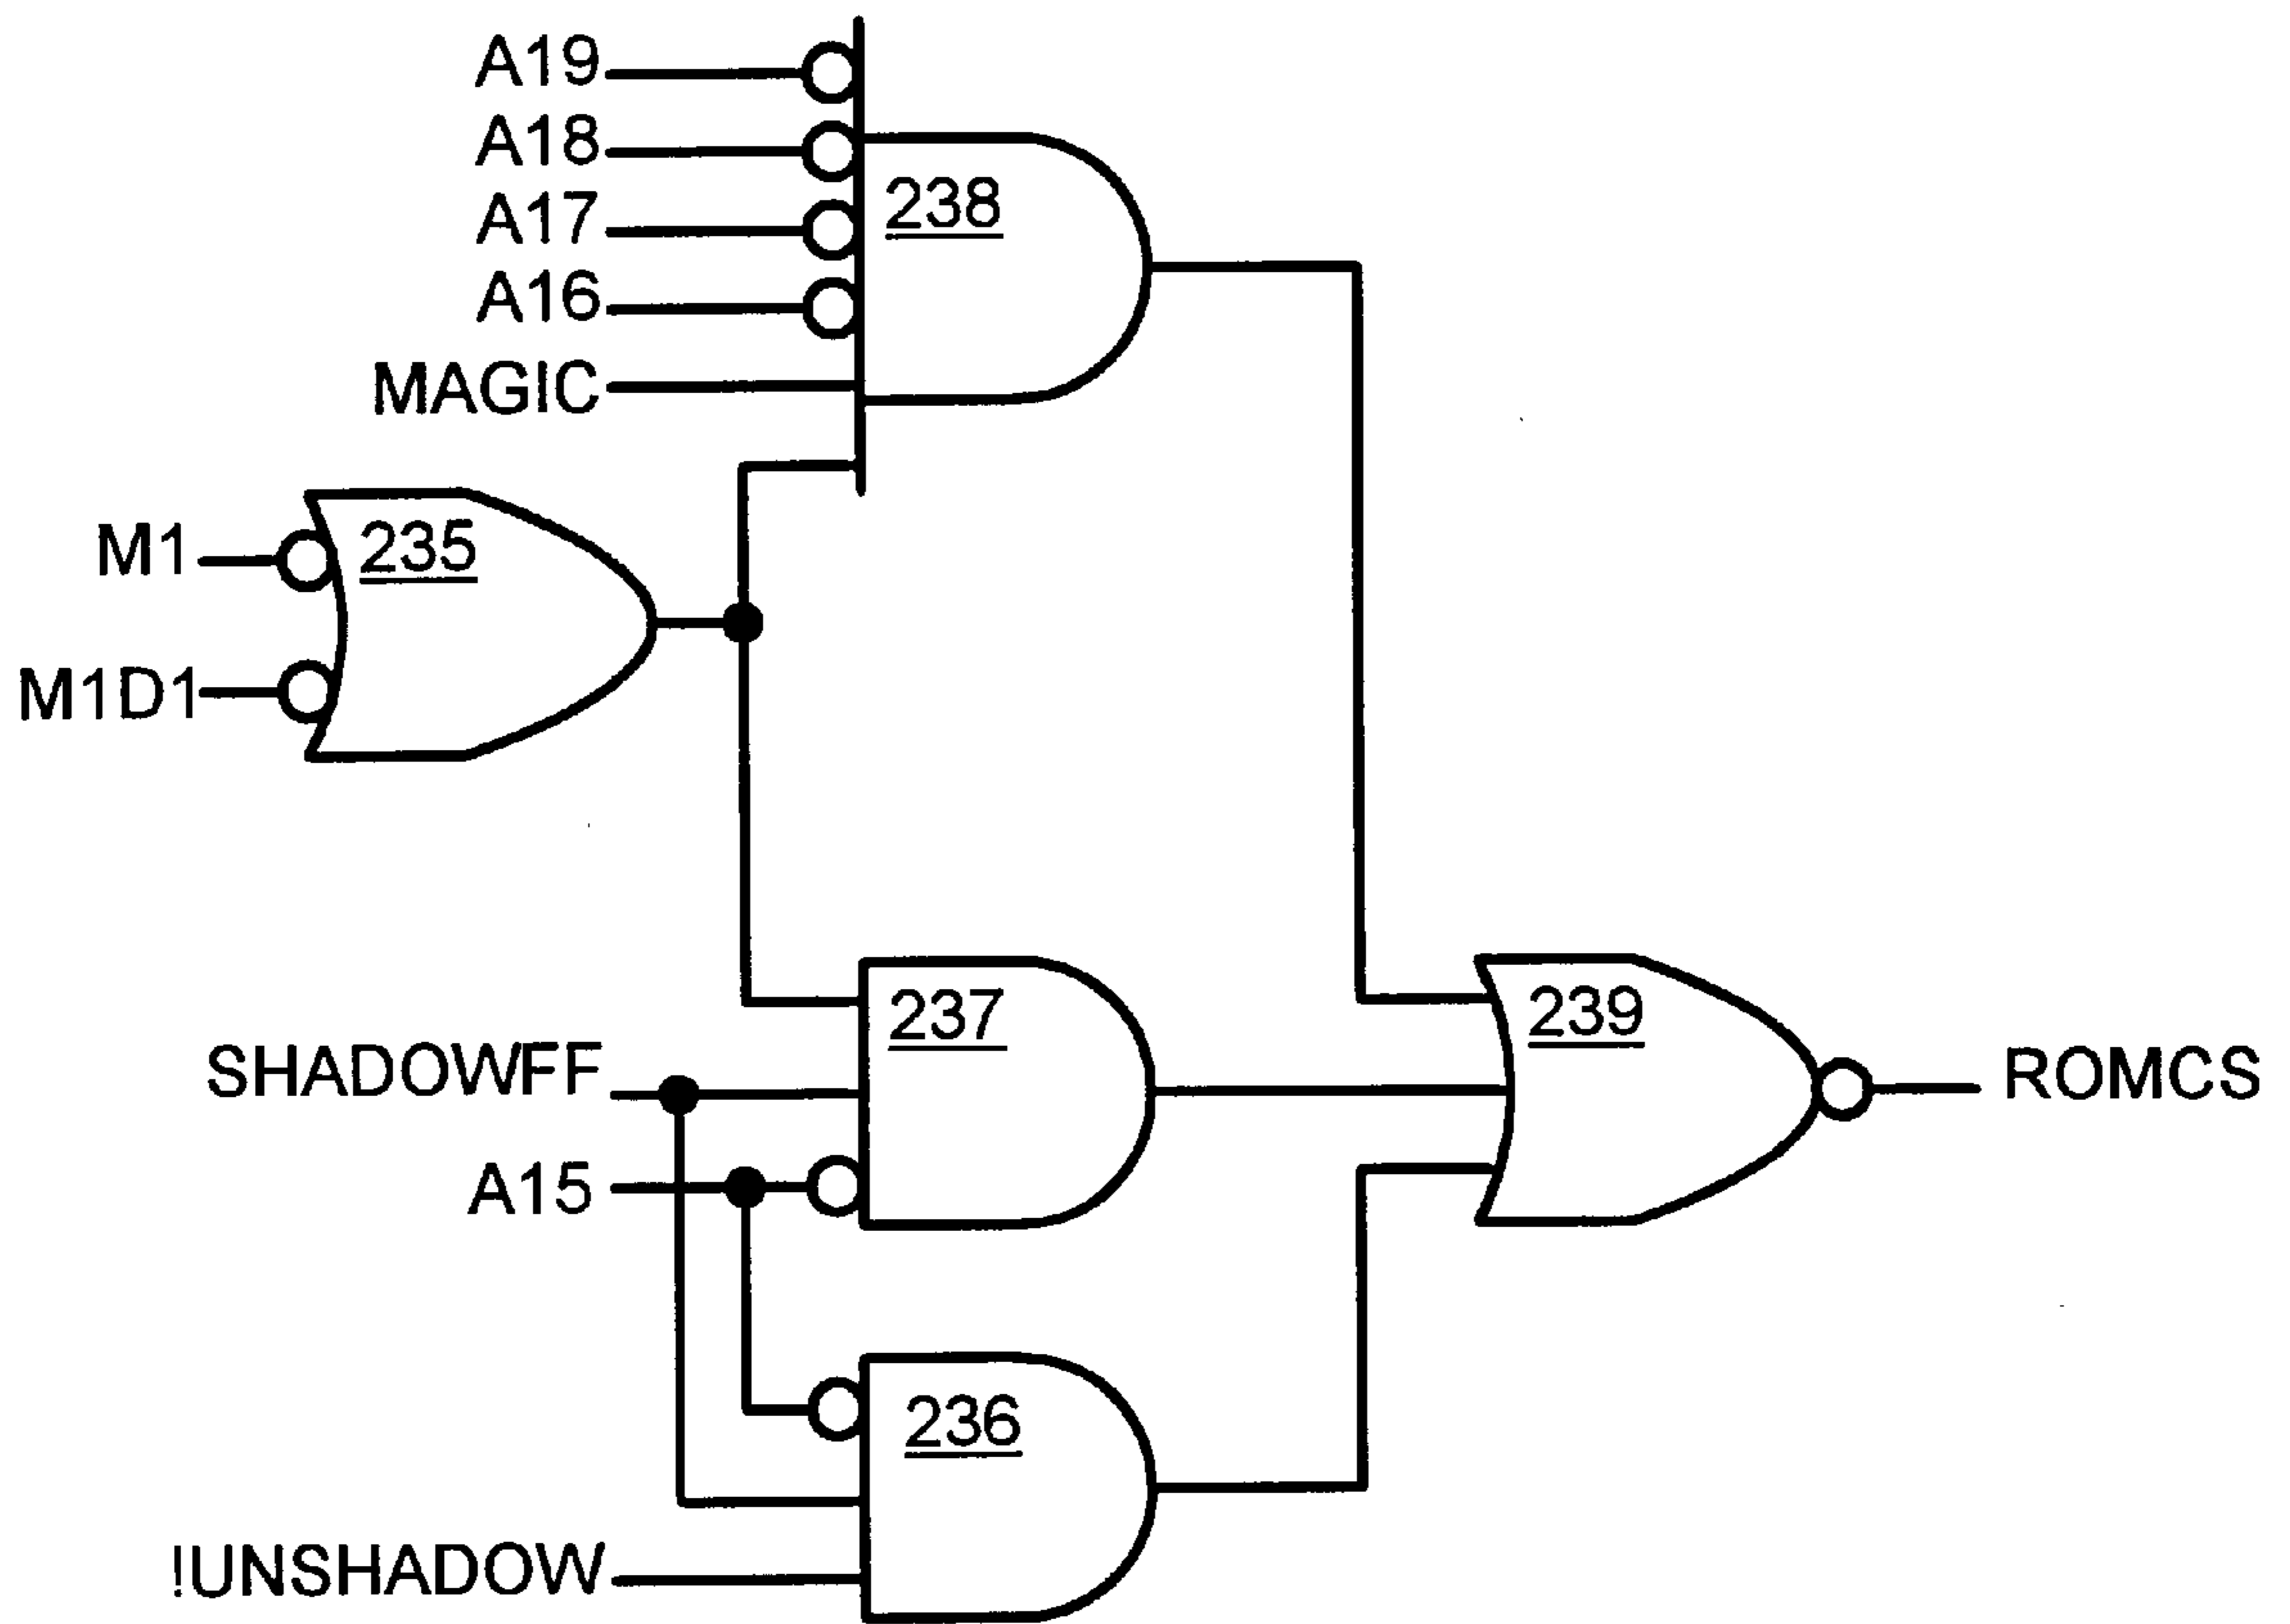 A19
A18
238
A17
A16
MAGIC
235
M1
M1D1
237
239
SHADOWFF
ROMCS
A15
236
!UNSHADOW